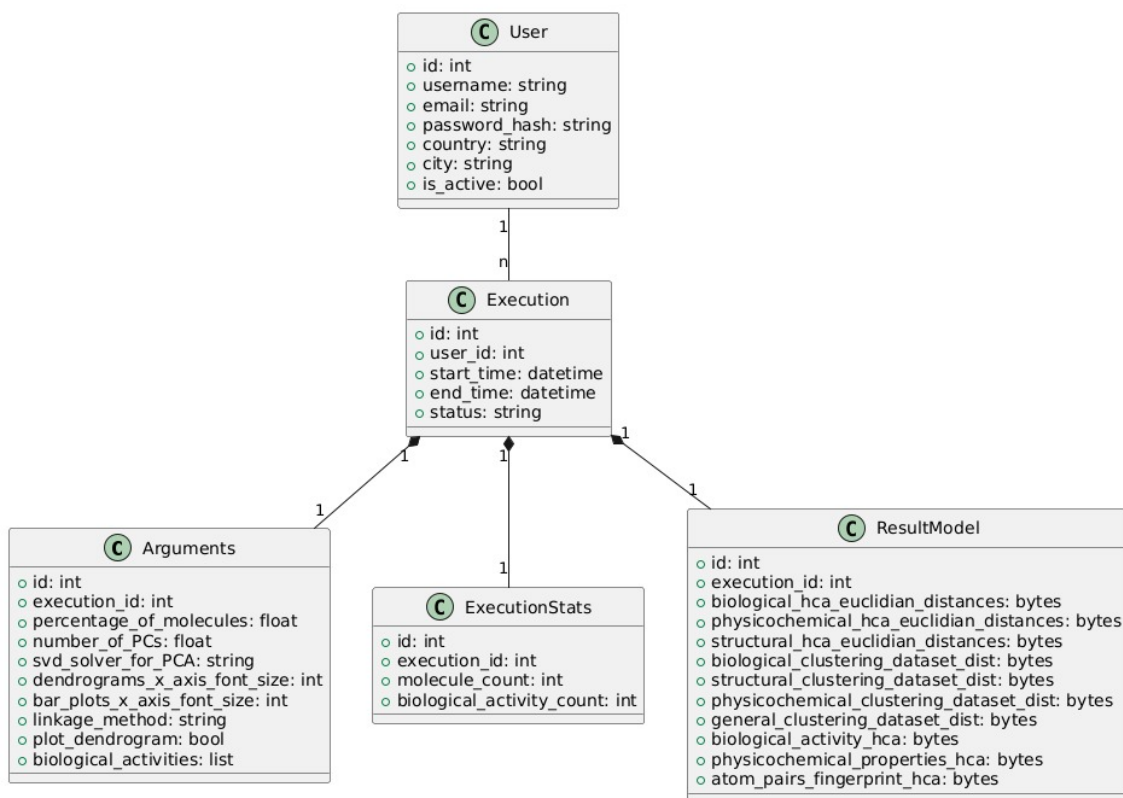 C User
id: int
username: string
email: string
password_hash: string
country: string
city: string
is_active: bool
1
n
C Execution
id: int
user_id: int
start_time: datetime
end_time: datetime
status: string
1
1
1
1
1
1
C Arguments
id: int
execution_id: int
percentage_of_molecules: float
number_of_PCs: float
svd_solver_for_PCA: string
dendrograms_x_axis_font_size: int
bar_plots_x_axis_font_size: int
linkage_method: string
plot_dendrogram: bool
biological_activities: list
C ExecutionStats
id: int
execution_id: int
molecule_count: int
biological_activity_count: int
C ResultModel
id: int
execution_id: int
biological_hca_euclidian_distances: bytes
physicochemical_hca_euclidian_distances: bytes
structural_hca_euclidian_distances: bytes
biological_clustering_dataset_dist: bytes
structural_clustering_dataset_dist: bytes
physicochemical_clustering_dataset_dist: bytes
general_clustering_dataset_dist: bytes
biological_activity_hca: bytes
physicochemical_properties_hca: bytes
atom_pairs_fingerprint_hca: bytes